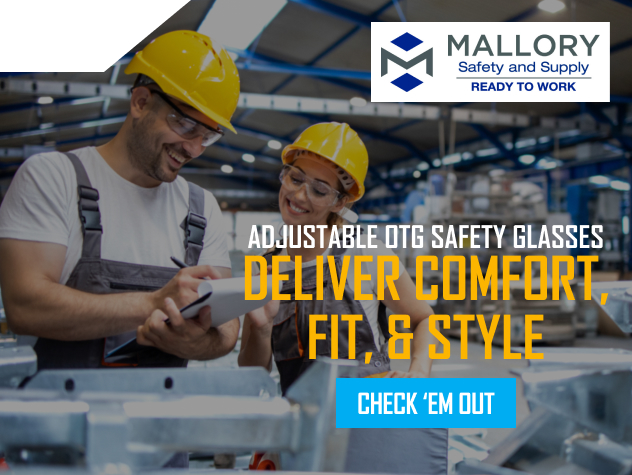 MALLORY
Safety and Supply
READY TO WORK
ADJUSTABLE OTG SAFETY GLASSES
DELIVER COMFORT,
FIT, & STYLE
CHECK ‘EM OUT